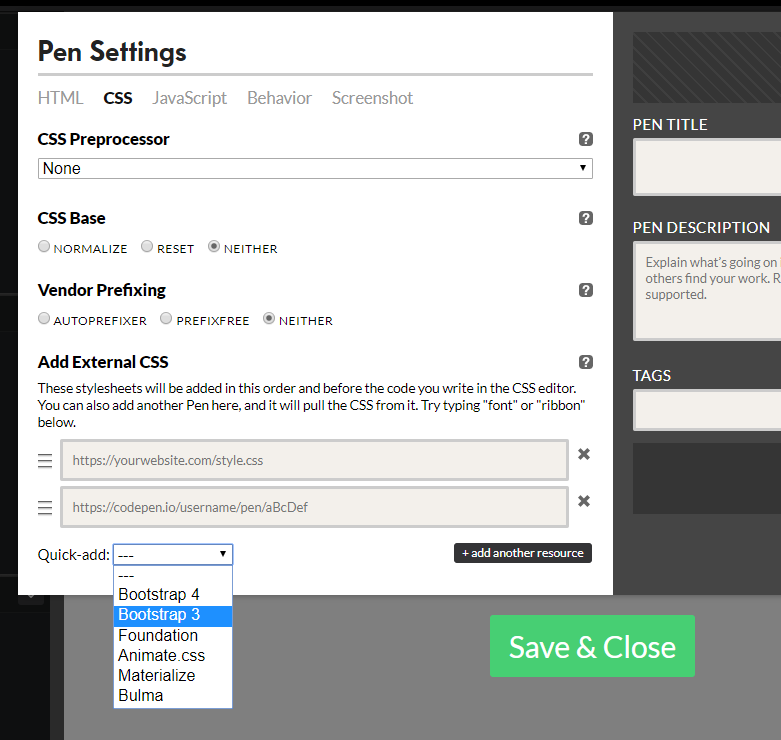 Pen Settings
HTML CSS JavaScript Behavior Screenshot
CSS Preprocessor ?
None
CSS Base ?
NORMALIZE RESET NEITHER
Vendor Prefixing ?
AUTOPREFIXER PREFIXFREE NEITHER
Add External CSS ?
These stylesheets will be added in this order and before the code you write in the CSS editor.
You can also add another Pen here, and it will pull the CSS from it. Try typing "font" or "ribbon"
below.
https://yourwebsite.com/style.css
https://codepen.io/username/pen/aBcDef
Quick-add: --- + add another resource
---
Bootstrap 4
Bootstrap 3
Foundation
Animate.css
Materialize
Bulma
PEN TITLE
PEN DESCRIPTION
Explain what's going on
others find your work. R
supported.
TAGS
Save & Close